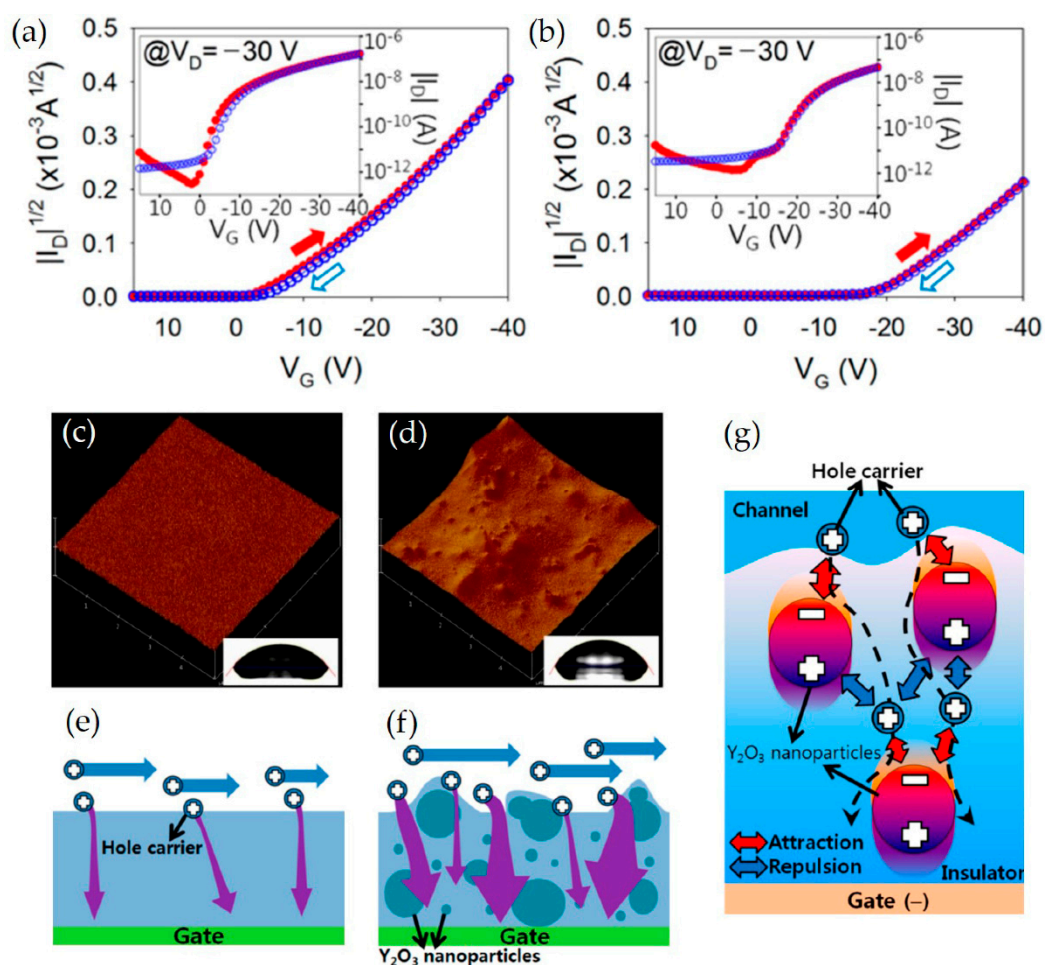 (a)
@V_D = −30 V
|I_D|^1/2 (x10^-3 A^1/2)
0.5
0.4
0.3
0.2
0.1
0.0
10^-6
10^-8
10^-10
10^-12
|I_D| (A)
10 0 -10 -20 -30 -40
V_G (V)
10 0 -10 -20 -30 -40
V_G (V)
(b)
@V_D = −30 V
|I_D|^1/2 (x10^-3 A^1/2)
0.5
0.4
0.3
0.2
0.1
0.0
10^-6
10^-8
10^-10
10^-12
|I_D| (A)
10 0 -10 -20 -30 -40
V_G (V)
10 0 -10 -20 -30 -40
V_G (V)
(c)
(d)
(e)
Hole carrier
Gate
(f)
Gate
Y2O3 nanoparticles
(g)
Hole carrier
Channel
Y2O3 nanoparticles
Attraction
Repulsion
Insulator
Gate (−)